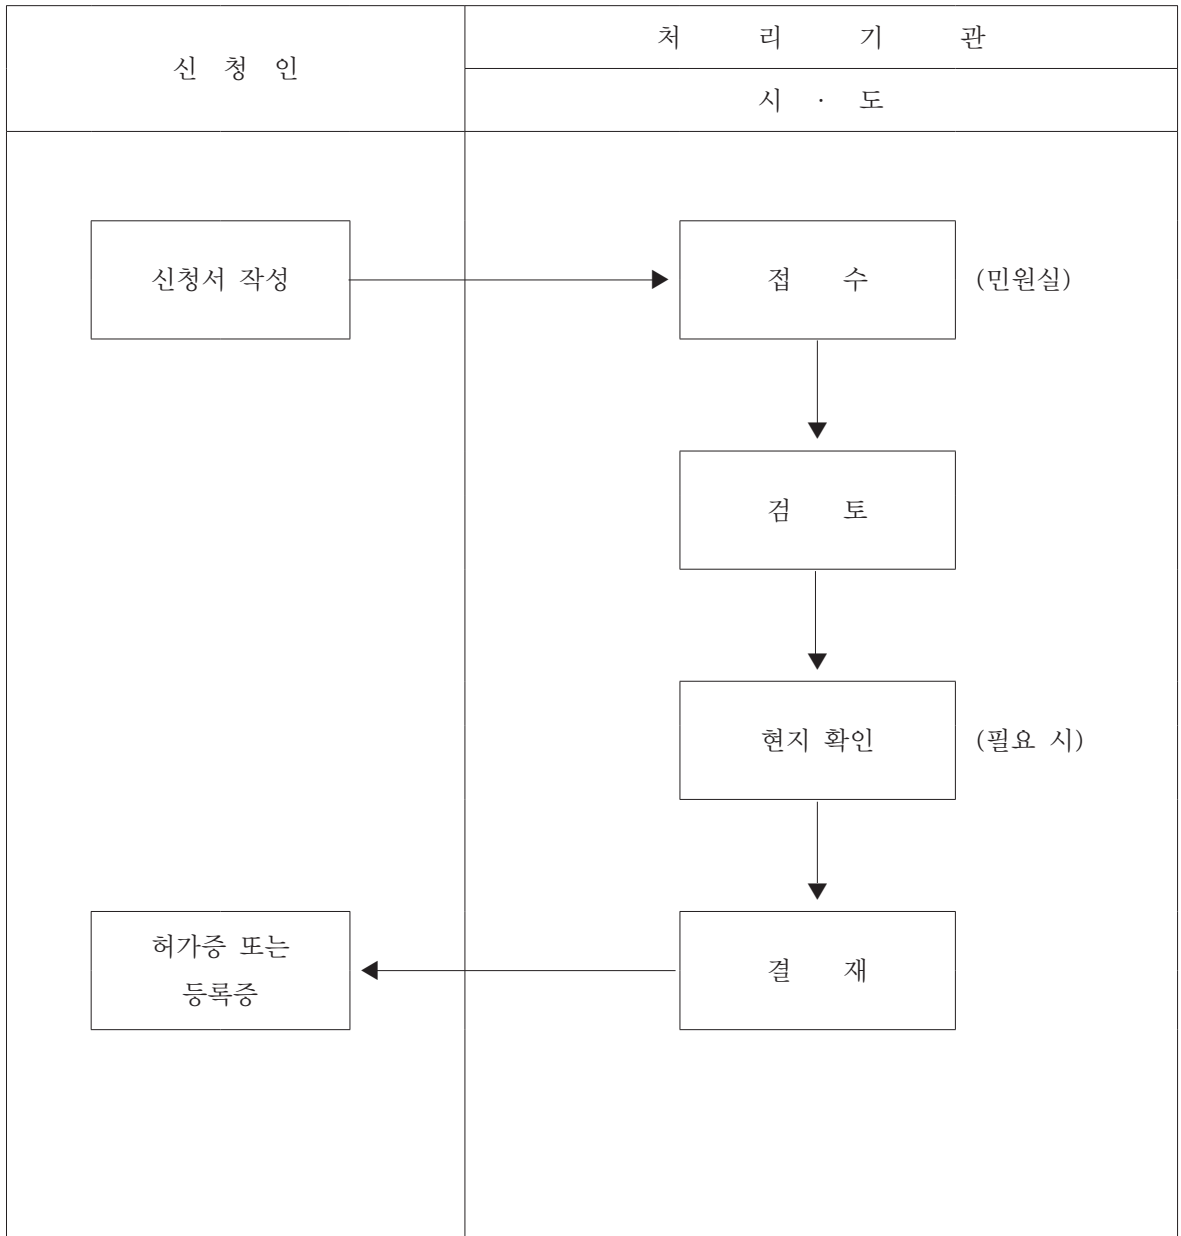 신 청 인
처 리 기 관
시 · 도
신청서 작성
접 수
(민원실)
검 토
현지 확인
(필요 시)
허가증 또는
등록증
결 재